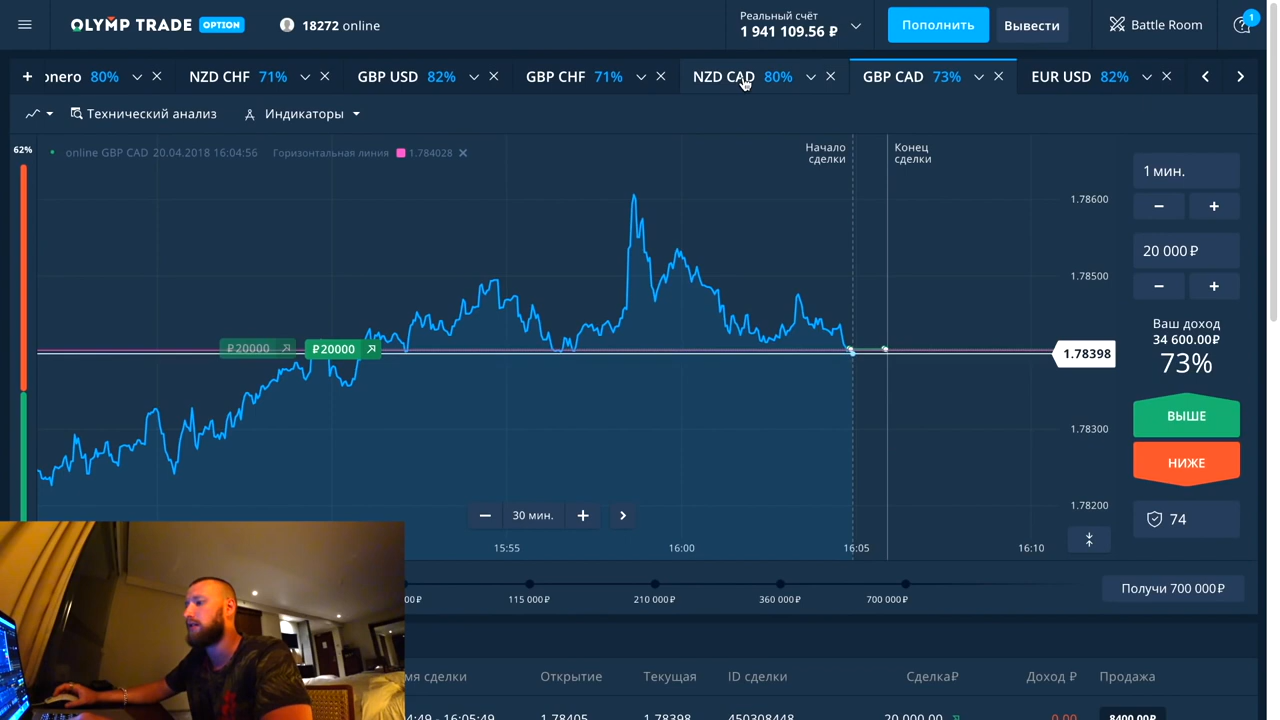 OLYMP TRADE OPTION
18272 online
Реальный счёт
1 941 109.56 ₽
Пополнить
Вывести
Battle Room
1
+ onero 80%
NZD CHF 71%
GBP USD 82%
GBP CHF 71%
NZD CAD 80%
GBP CAD 73%
EUR USD 82%
Технический анализ
Индикаторы
62%
online GBP CAD 20.04.2018 16:04:56
Горизонтальная линия 1.784028
Начало
сделки
Конец
сделки
1.78600
1.78500
1.78398
1.78300
1.78200
₽20000
₽20000
1 мин.
− +
20 000 ₽
− +
Ваш доход
34 600.00₽
73%
ВЫШЕ
НИЖЕ
74
− 30 мин. +
15:55
16:00
16:05
16:10
00₽
115 000₽
210 000₽
360 000₽
700 000₽
Получи 700 000₽
мя сделки
Открытие
Текущая
ID сделки
Сделка₽
Доход ₽
Продажа
4:49 - 16:05:49
1.78405
1.78398
450308448
20 000.00
0.00
8400.00₽